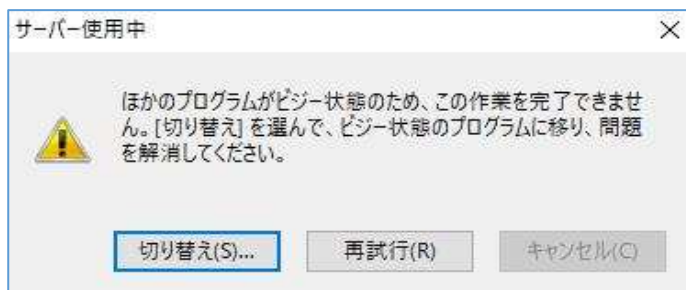 サーバー使用中
ほかのプログラムがビジー状態のため、この作業を完了できませ
ん。[切り替え] を選んで、ビジー状態のプログラムに移り、問題
を解消してください。
切り替え(S)... 再試行(R) キャンセル(C)